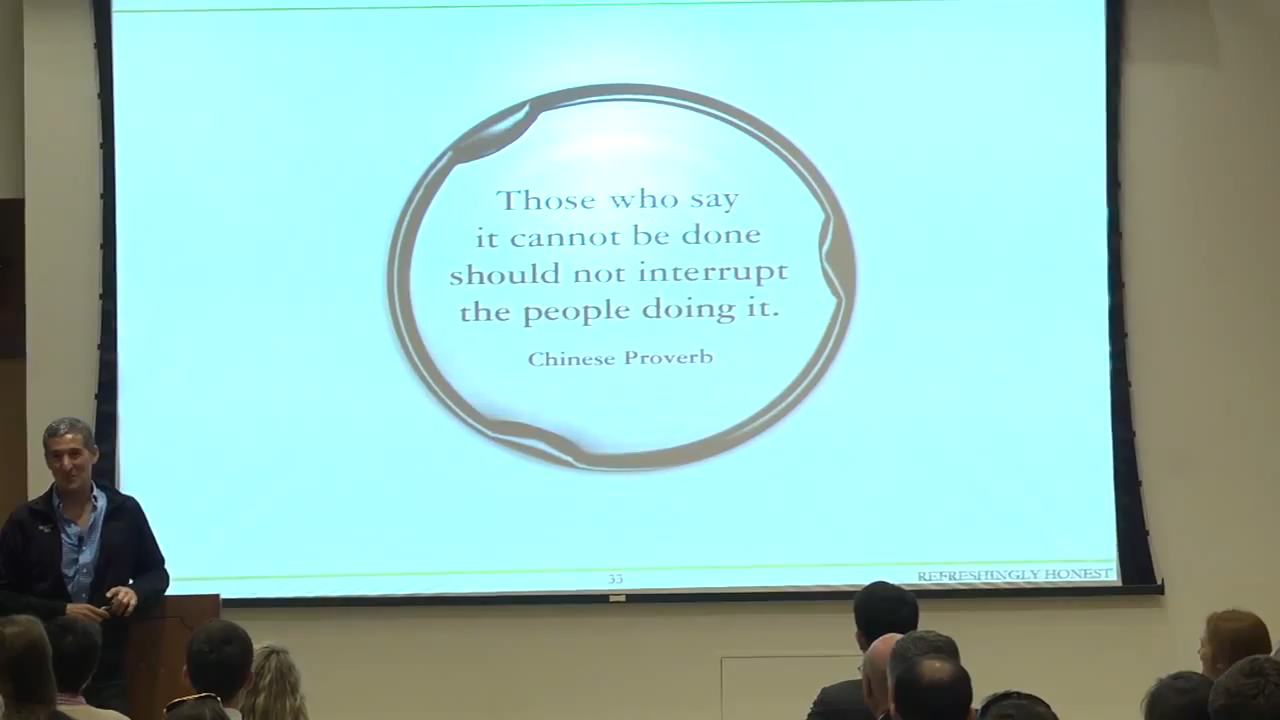 Those who say
it cannot be done
should not interrupt
the people doing it.
Chinese Proverb
33
REFRESHINGLY HONEST